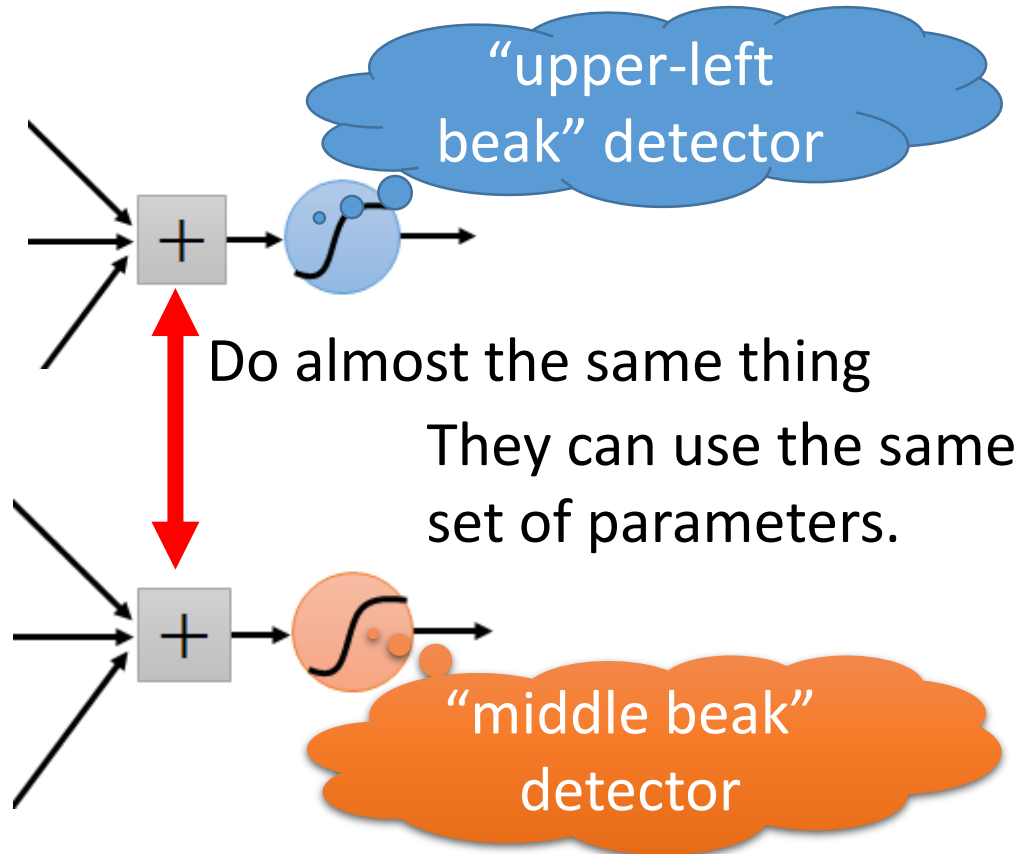 “upper-left
beak” detector
+
Do almost the same thing
They can use the same
set of parameters.
+
“middle beak”
detector